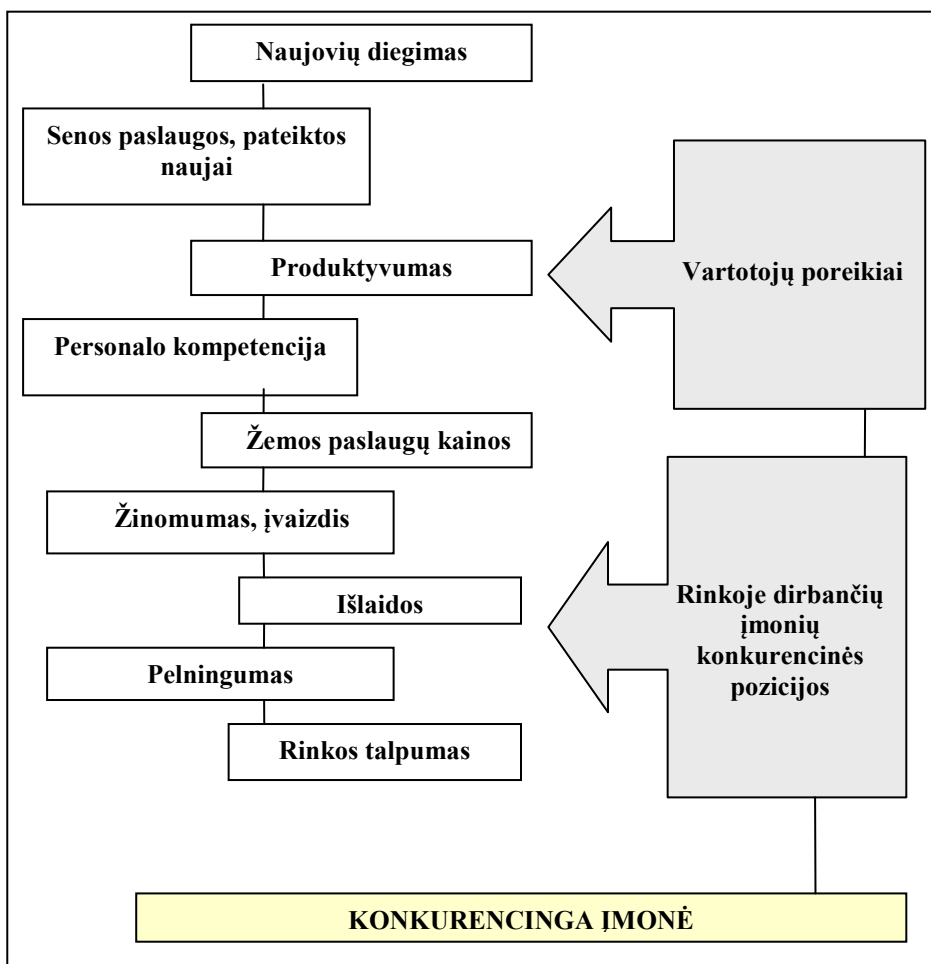 Naujovių diegimas
Senos paslaugos, pateiktos
naujai
Produktyvumas
Vartotojų poreikiai
Personalo kompetencija
Žemos paslaugų kainos
Žinomumas, įvaizdis
Išlaidos
Rinkoje dirbančių
įmonių
konkurencinės
pozicijos
Pelningumas
Rinkos talpumas
KONKURENCINGA ĮMONĖ